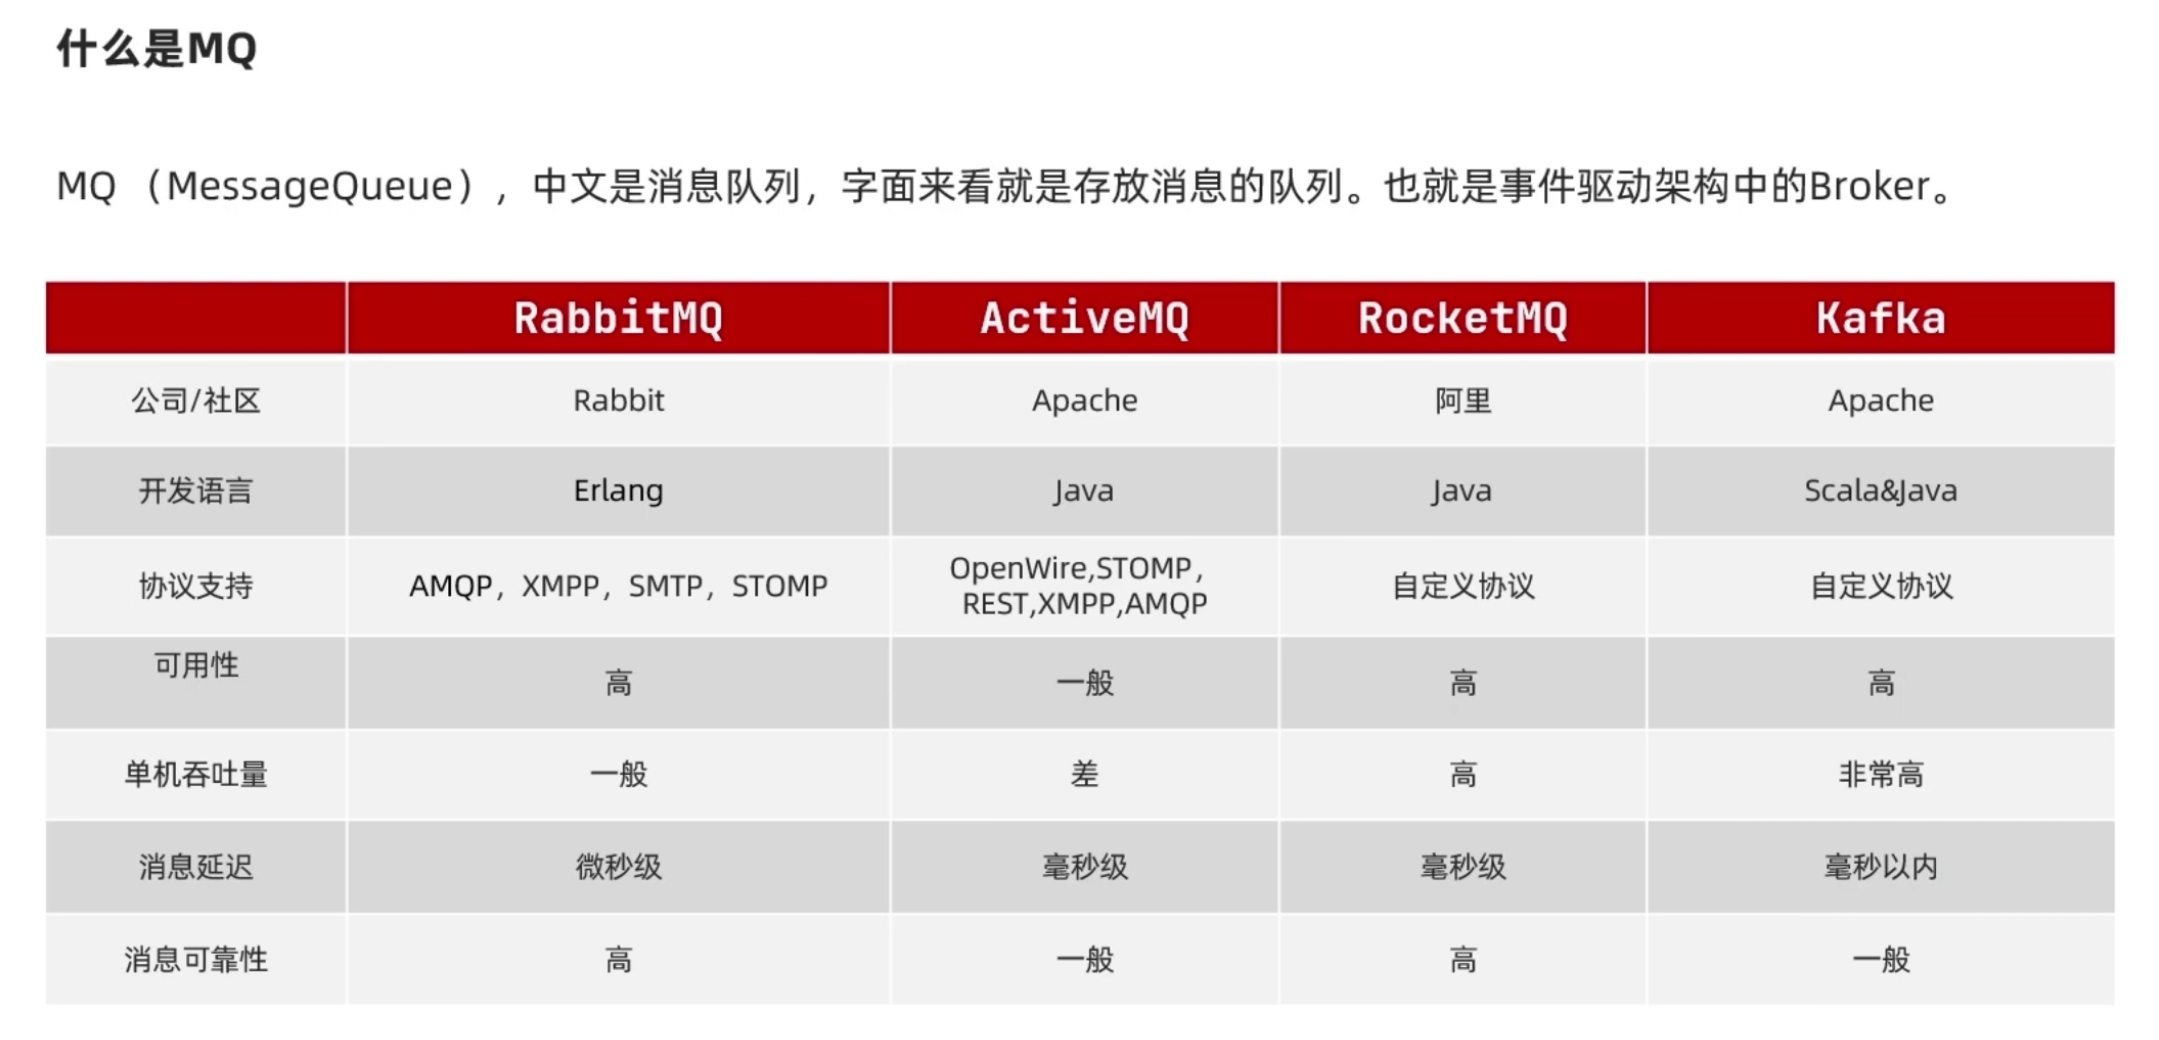 什么是MQ
MQ （MessageQueue），中文是消息队列，字面来看就是存放消息的队列。也就是事件驱动架构中的Broker。
RabbitMQ ActiveMQ RocketMQ Kafka
公司/社区 Rabbit Apache 阿里 Apache
开发语言 Erlang Java Java Scala&Java
协议支持 AMQP，XMPP，SMTP，STOMP OpenWire,STOMP, REST,XMPP,AMQP 自定义协议 自定义协议
可用性 高 一般 高 高
单机吞吐量 一般 差 高 非常高
消息延迟 微秒级 毫秒级 毫秒级 毫秒以内
消息可靠性 高 一般 高 一般